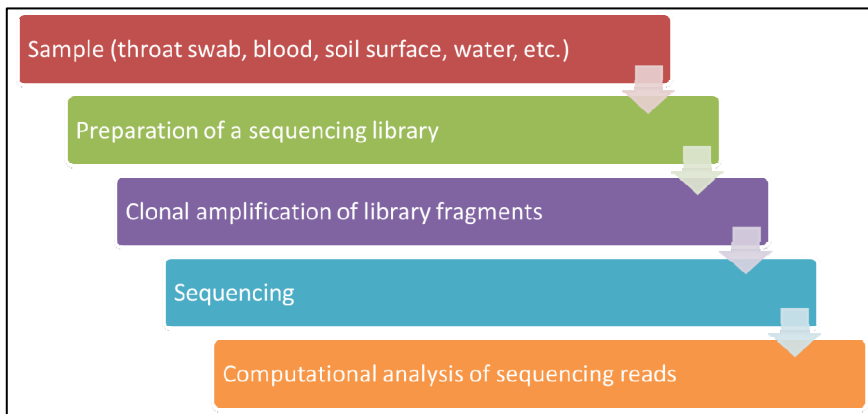 Sample (throat swab, blood, soil surface, water, etc.)
Preparation of a sequencing library
Clonal amplification of library fragments
Sequencing
Computational analysis of sequencing reads